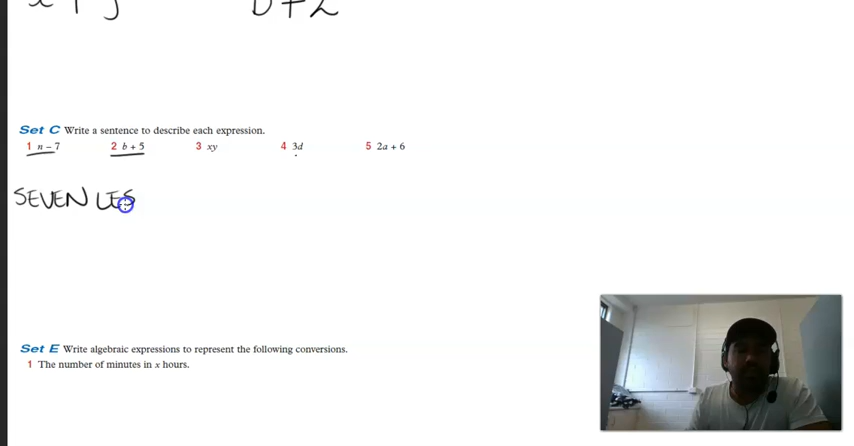 b + 2
Set C Write a sentence to describe each expression.
1 n − 7 2 b + 5 3 xy 4 3d 5 2a + 6
SEVEN LES
Set E Write algebraic expressions to represent the following conversions.
1 The number of minutes in x hours.